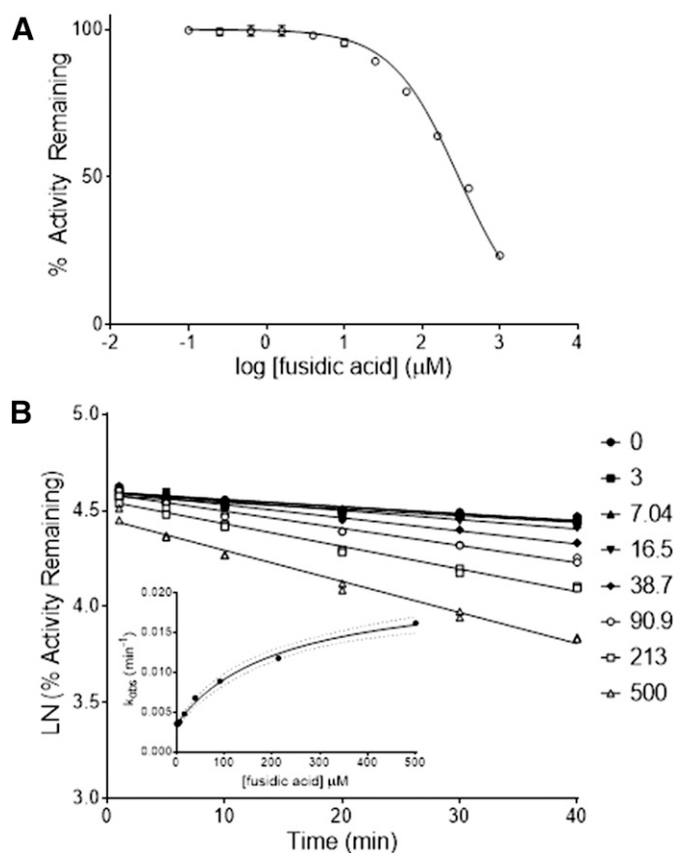 A
% Activity Remaining
100
50
0
-2 -1 0 1 2 3 4
log [fusidic acid] (μM)
B
LN (% Activity Remaining)
5.0
4.5
4.0
3.5
3.0
0 10 20 30 40
Time (min)
0
3
7.04
16.5
38.7
90.9
213
500
kobs (min-1)
0.020
0.015
0.010
0.005
0.000
0 100 200 300 400 500
[fusidic acid] μM